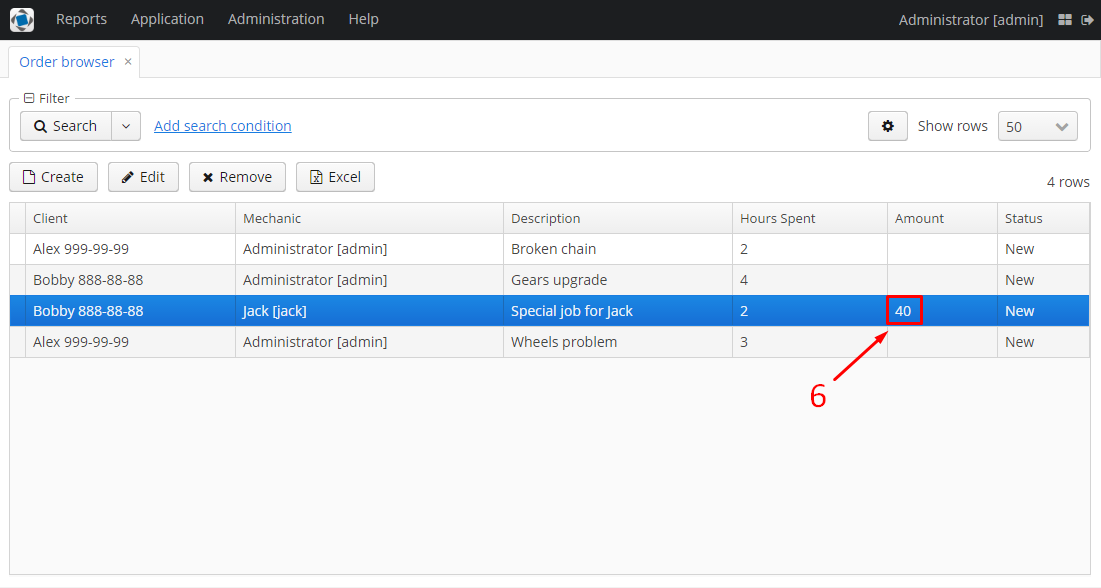 Reports Application Administration Help Administrator [admin]
Order browser ×
Filter
Search Add search condition Show rows 50
Create Edit Remove Excel 4 rows
Client Mechanic Description Hours Spent Amount Status
Alex 999-99-99 Administrator [admin] Broken chain 2 New
Bobby 888-88-88 Administrator [admin] Gears upgrade 4 New
Bobby 888-88-88 Jack [jack] Special job for Jack 2 40 New
Alex 999-99-99 Administrator [admin] Wheels problem 3 New
6